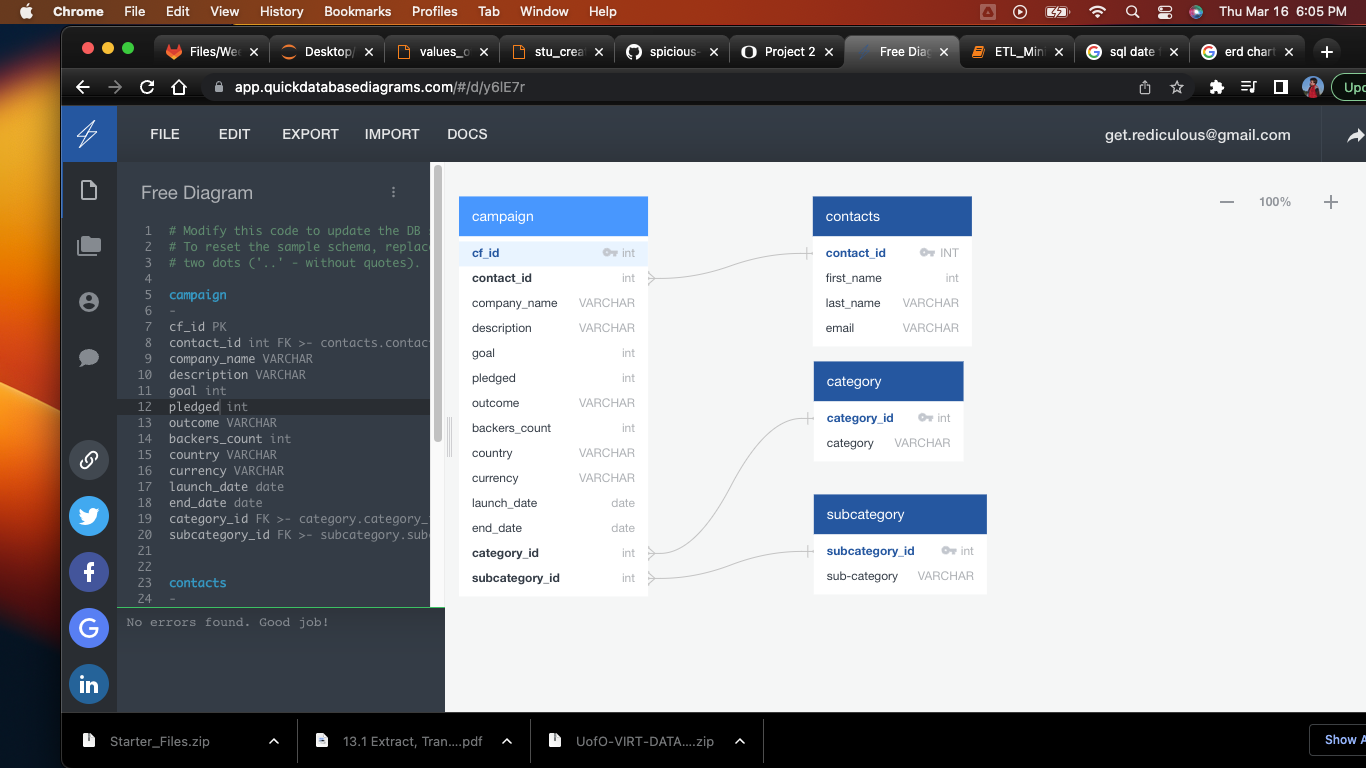 Chrome File Edit View History Bookmarks Profiles Tab Window Help Thu Mar 16 6:05 PM
Files/We Desktop/ values_o stu_crea spicious- Project 2 Free Dia ETL_Mini sql date erd chart
app.quickdatabasediagrams.com/#/d/y6lE7r Upd
FILE EDIT EXPORT IMPORT DOCS get.rediculous@gmail.com
Free Diagram
1 # Modify this code to update the DB
2 # To reset the sample schema, replac
3 # two dots ('..' - without quotes).
4
5 campaign
6 -
7 cf_id PK
8 contact_id int FK >- contacts.contac
9 company_name VARCHAR
10 description VARCHAR
11 goal int
12 pledged int
13 outcome VARCHAR
14 backers_count int
15 country VARCHAR
16 currency VARCHAR
17 launch_date date
18 end_date date
19 category_id FK >- category.category_
20 subcategory_id FK >- subcategory.sub
21
22
23 contacts
24 -
No errors found. Good job!
100%
campaign
cf_id int
contact_id int
company_name VARCHAR
description VARCHAR
goal int
pledged int
outcome VARCHAR
backers_count int
country VARCHAR
currency VARCHAR
launch_date date
end_date date
category_id int
subcategory_id int
contacts
contact_id INT
first_name int
last_name VARCHAR
email VARCHAR
category
category_id int
category VARCHAR
subcategory
subcategory_id int
sub-category VARCHAR
Starter_Files.zip 13.1 Extract, Tran....pdf UofO-VIRT-DATA....zip Show A